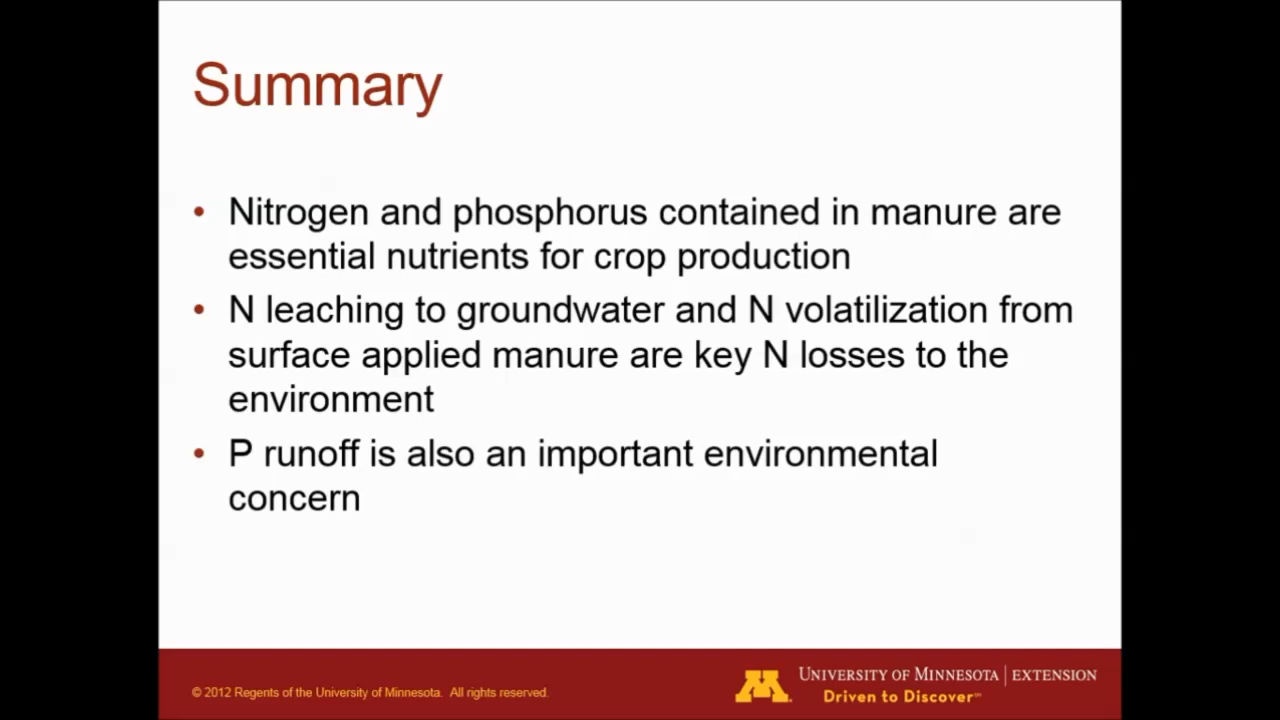 Summary
• Nitrogen and phosphorus contained in manure are
essential nutrients for crop production
• N leaching to groundwater and N volatilization from
surface applied manure are key N losses to the
environment
• P runoff is also an important environmental
concern
© 2012 Regents of the University of Minnesota. All rights reserved.
M
UNIVERSITY OF MINNESOTA | EXTENSION
Driven to Discover℠